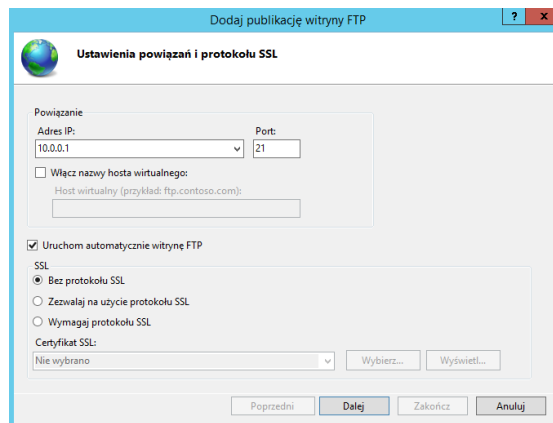 Dodaj publikację witryny FTP
? x
Ustawienia powiązań i protokołu SSL
Powiązanie
Adres IP: Port:
10.0.0.1 21
Włącz nazwy hosta wirtualnego:
Host wirtualny (przykład: ftp.contoso.com):
Uruchom automatycznie witrynę FTP
SSL
Bez protokołu SSL
Zezwalaj na użycie protokołu SSL
Wymagaj protokołu SSL
Certyfikat SSL:
Nie wybrano Wybierz... Wyświetl...
Poprzedni Dalej Zakończ Anuluj